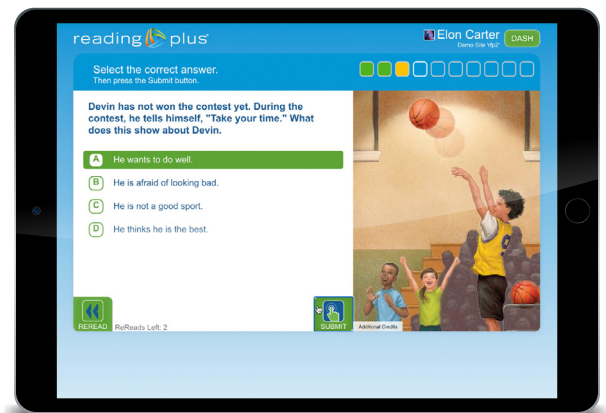 reading plus
Elon Carter
Demo Site Ytp2
DASH
Select the correct answer.
Then press the Submit button.
Devin has not won the contest yet. During the
contest, he tells himself, "Take your time." What
does this show about Devin.
A He wants to do well.
B He is afraid of looking bad.
C He is not a good sport.
D He thinks he is the best.
REREAD
ReReads Left: 2
SUBMIT
Additional Credits
9